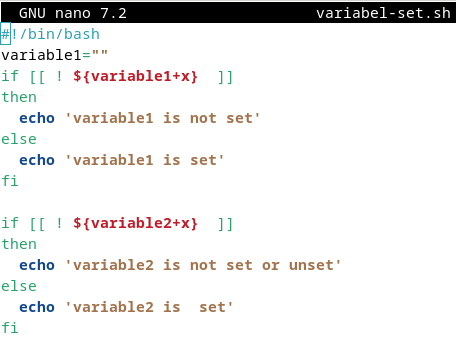 GNU nano 7.2 variabel-set.sh
#!/bin/bash
variable1=""
if [[ ! ${variable1+x}  ]]
then
  echo 'variable1 is not set'
else
  echo 'variable1 is set'
fi

if [[ ! ${variable2+x}  ]]
then
  echo 'variable2 is not set or unset'
else
  echo 'variable2 is  set'
fi